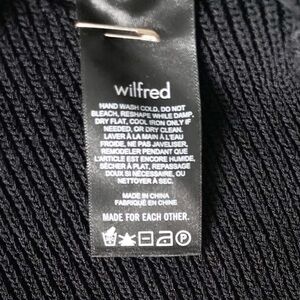 wilfred
HAND WASH COLD, DO NOT
BLEACH, RESHAPE WHILE DAMP,
DRY FLAT, COOL IRON ONLY IF
NEEDED, OR DRY CLEAN.
LAVER À LA MAIN À L'EAU
FROIDE, NE PAS JAVELISER,
REMODELER PENDANT QUE
L'ARTICLE EST ENCORE HUMIDE,
SÉCHER À PLAT, REPASSAGE
DOUX SI NÉCESSAIRE, OU
NETTOYER À SEC.
MADE IN CHINA
FABRIQUÉ EN CHINE
MADE FOR EACH OTHER.
P